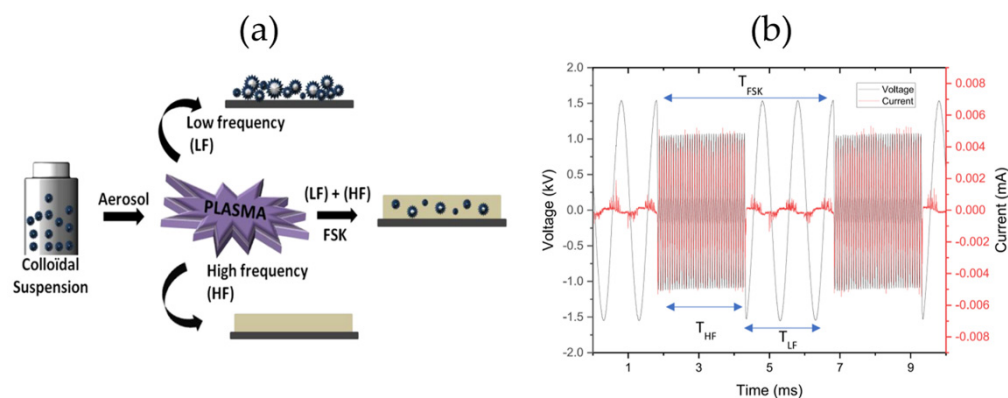 (a)
Low frequency
(LF)
Aerosol
PLASMA
(LF) + (HF)
FSK
Colloïdal
Suspension
High frequency
(HF)
(b)
2.0
1.5
1.0
0.5
0.0
-0.5
-1.0
-1.5
-2.0
Voltage (kV)
T_FSK
Voltage
Current
T_HF
T_LF
1
3
5
7
9
Time (ms)
0.008
0.006
0.004
0.002
0.000
-0.002
-0.004
-0.006
-0.008
Current (mA)